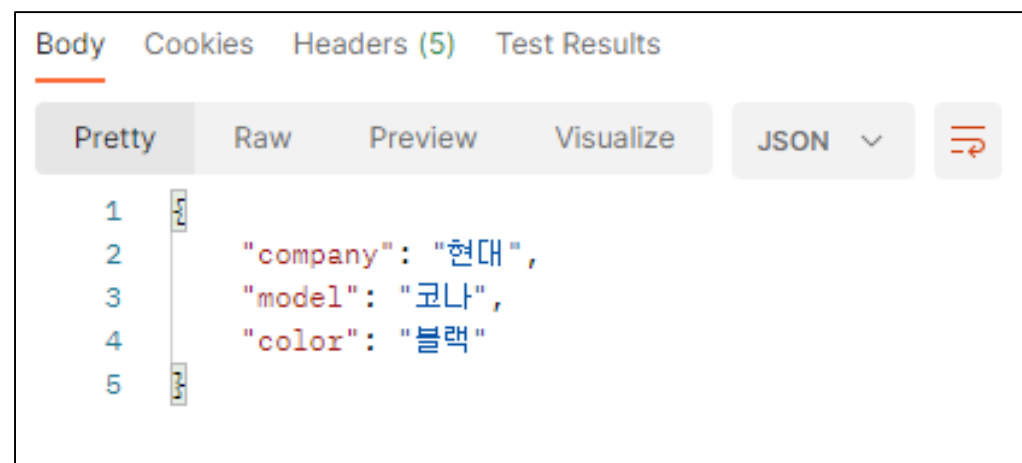 Body Cookies Headers (5) Test Results
Pretty Raw Preview Visualize JSON
1 {
2 "company": "현대",
3 "model": "코나",
4 "color": "블랙"
5 }